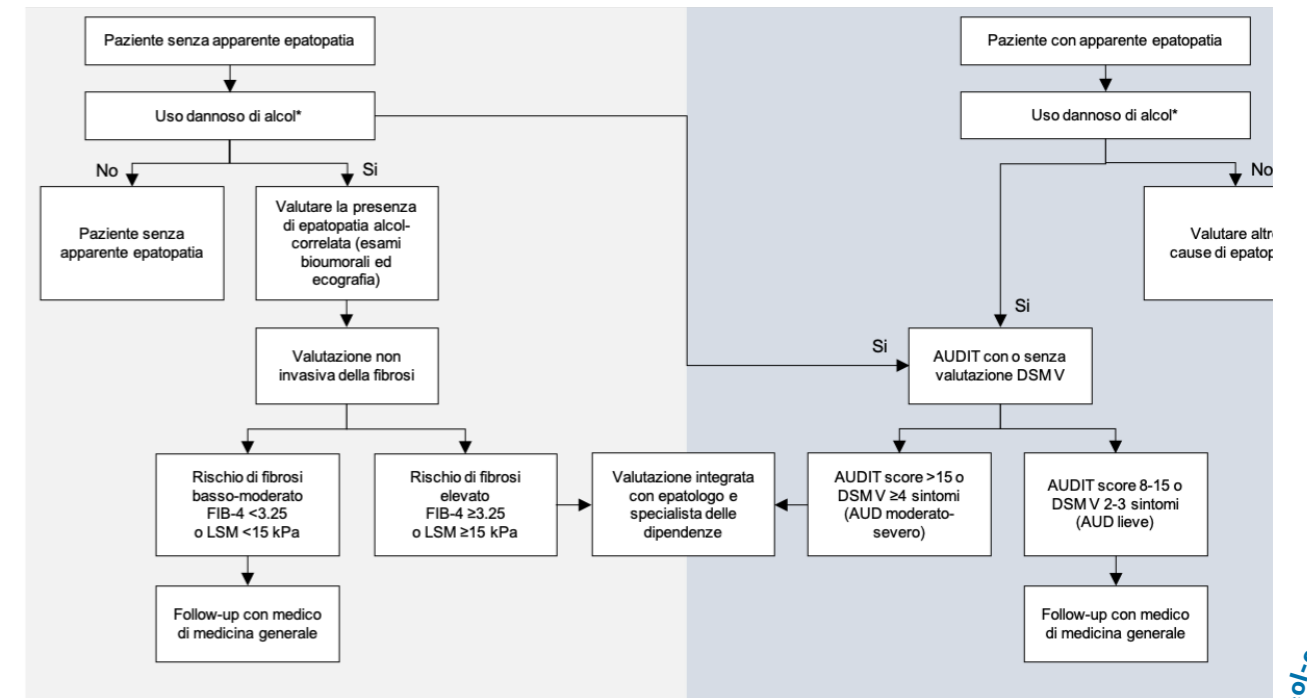 Paziente senza apparente epatopatia
Paziente con apparente epatopatia
Uso dannoso di alcol*
Uso dannoso di alcol*
No
Si
No
Paziente senza
apparente epatopatia
Valutare la presenza
di epatopatia alcol-
correlata (esami
bioumorali ed
ecografia)
Valutare altre
cause di epatop
Si
Si
Valutazione non
invasiva della fibrosi
AUDIT con o senza
valutazione DSM V
Rischio di fibrosi
basso-moderato
FIB-4 <3.25
o LSM <15 kPa
Rischio di fibrosi
elevato
FIB-4 ≥3.25
o LSM ≥15 kPa
Valutazione integrata
con epatologo e
specialista delle
dipendenze
AUDIT score >15 o
DSM V ≥4 sintomi
(AUD moderato-
severo)
AUDIT score 8-15 o
DSM V 2-3 sintomi
(AUD lieve)
Follow-up con medico
di medicina generale
Follow-up con medico
di medicina generale